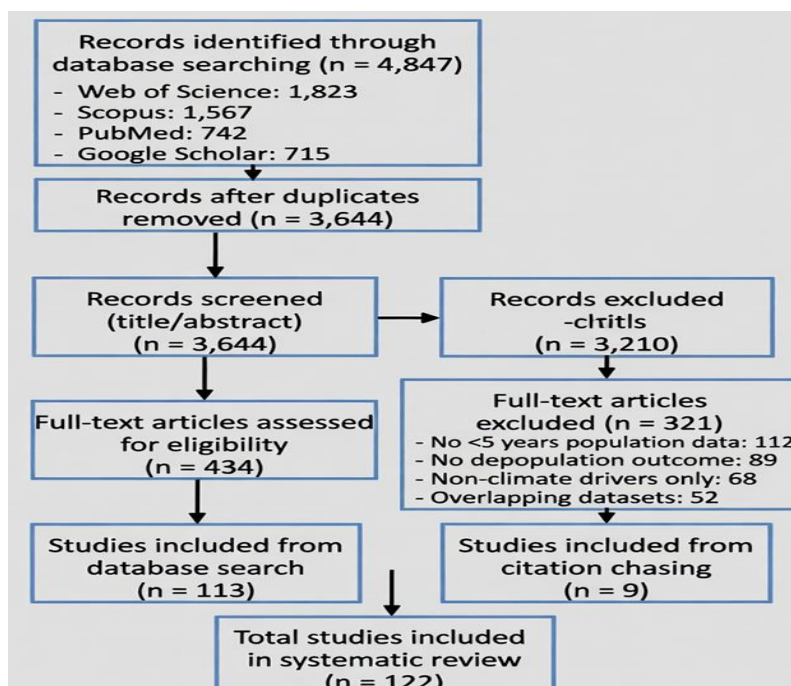 Records identified through
database searching (n = 4,847)
- Web of Science: 1,823
- Scopus: 1,567
- PubMed: 742
- Google Scholar: 715
Records after duplicates
removed (n = 3,644)
Records screened
(title/abstract)
(n = 3,644)
Records excluded
(n = 3,210)
Full-text articles assessed
for eligibility
(n = 434)
Full-text articles
excluded (n = 321)
- No <5 years population data: 112
- No depopulation outcome: 89
- Non-climate drivers only: 68
- Overlapping datasets: 52
Studies included from
database search
(n = 113)
Studies included from
citation chasing
(n = 9)
Total studies included
in systematic review
(n = 122)